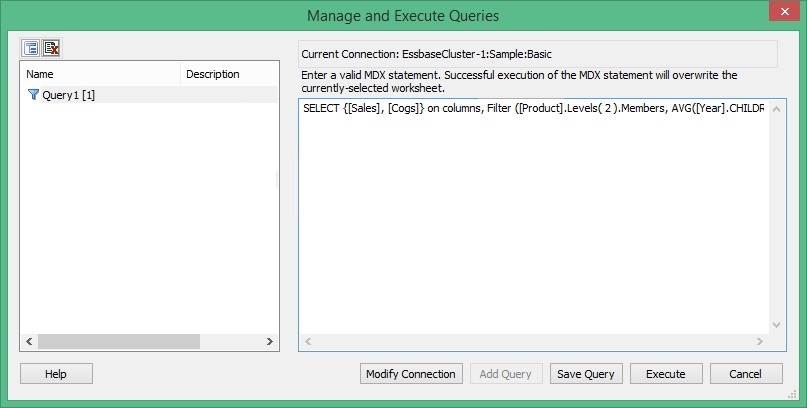 Manage and Execute Queries
Current Connection: EssbaseCluster-1:Sample:Basic
Name Description
Query1 [1]
Enter a valid MDX statement. Successful execution of the MDX statement will overwrite the
currently-selected worksheet.
SELECT {[Sales], [Cogs]} on columns, Filter ([Product].Levels( 2 ).Members, AVG([Year].CHILDR
Help Modify Connection Add Query Save Query Execute Cancel